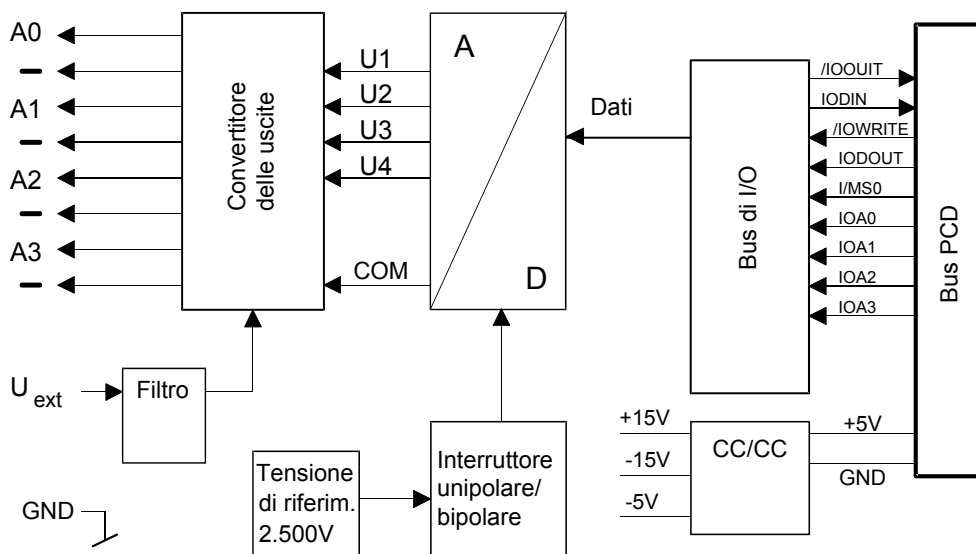 A0
A1
A2
A3
Convertitore
delle uscite
U1
U2
U3
U4
COM
A
D
Dati
Bus di I/O
/IOOUIT
IODIN
/IOWRITE
IODOUT
I/MS0
IOA0
IOA1
IOA2
IOA3
Bus PCD
U ext
Filtro
GND
Tensione
di riferim.
2.500V
Interruttore
unipolare/
bipolare
+15V
-15V
-5V
CC/CC
+5V
GND